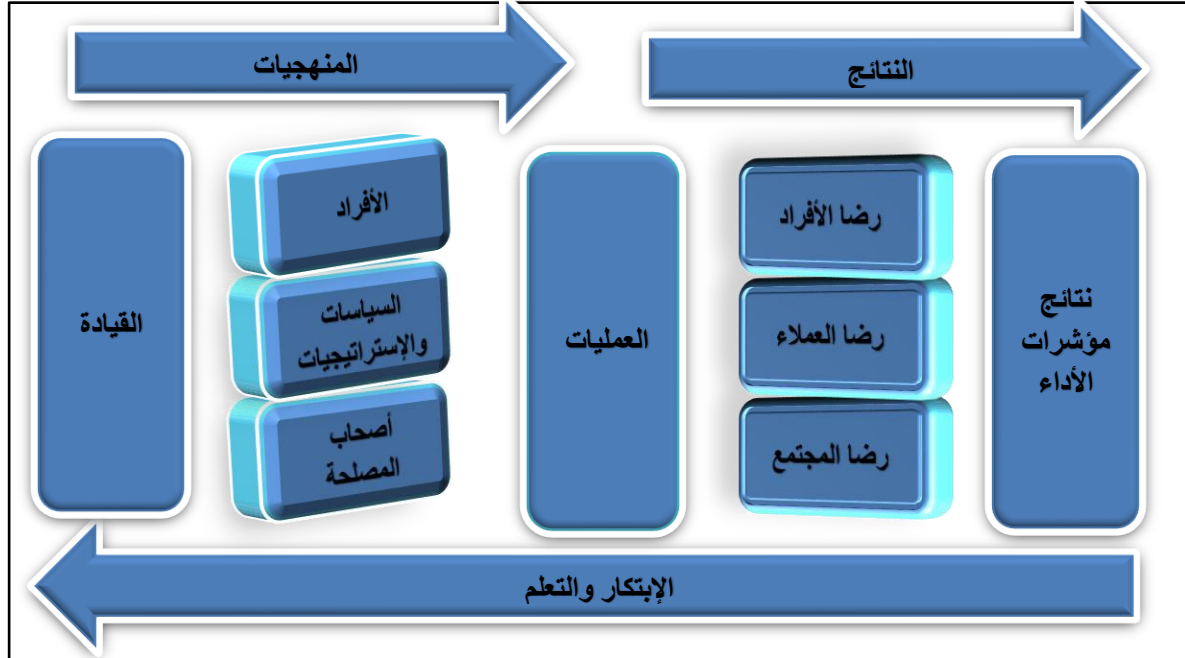 المنهجيات
النتائج
القيادة
الأفراد
السياسات
والإستراتيجيات
أصحاب
المصلحة
العمليات
رضا الأفراد
رضا العملاء
رضا المجتمع
نتائج
مؤشرات
الأداء
الإبتكار والتعلم